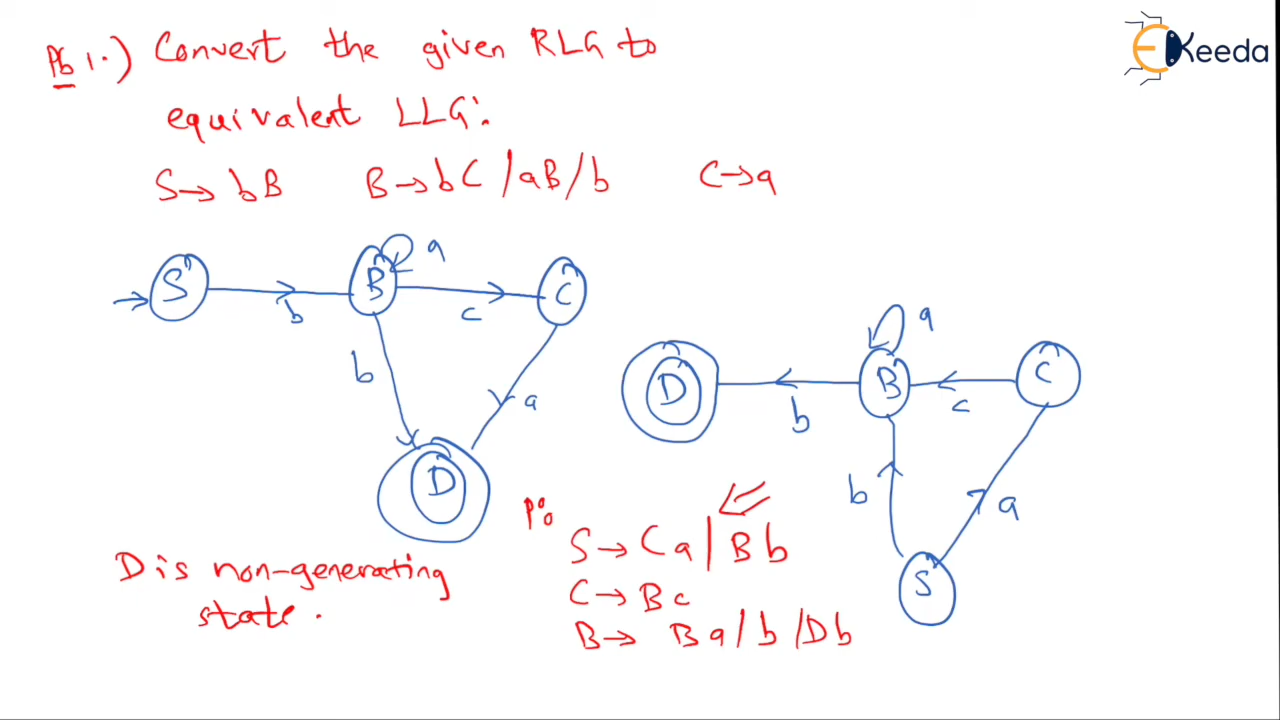 EKeeda
Pb 1.) Convert the given RLG to
equivalent LLG:
S→ bB B→bC/aB/b C→a
S b B a c C
b a D
D b B a c C
b a S
P:
S→Ca|Bb
C→Bc
B→ Ba/b/Db
D is non-generating
state.